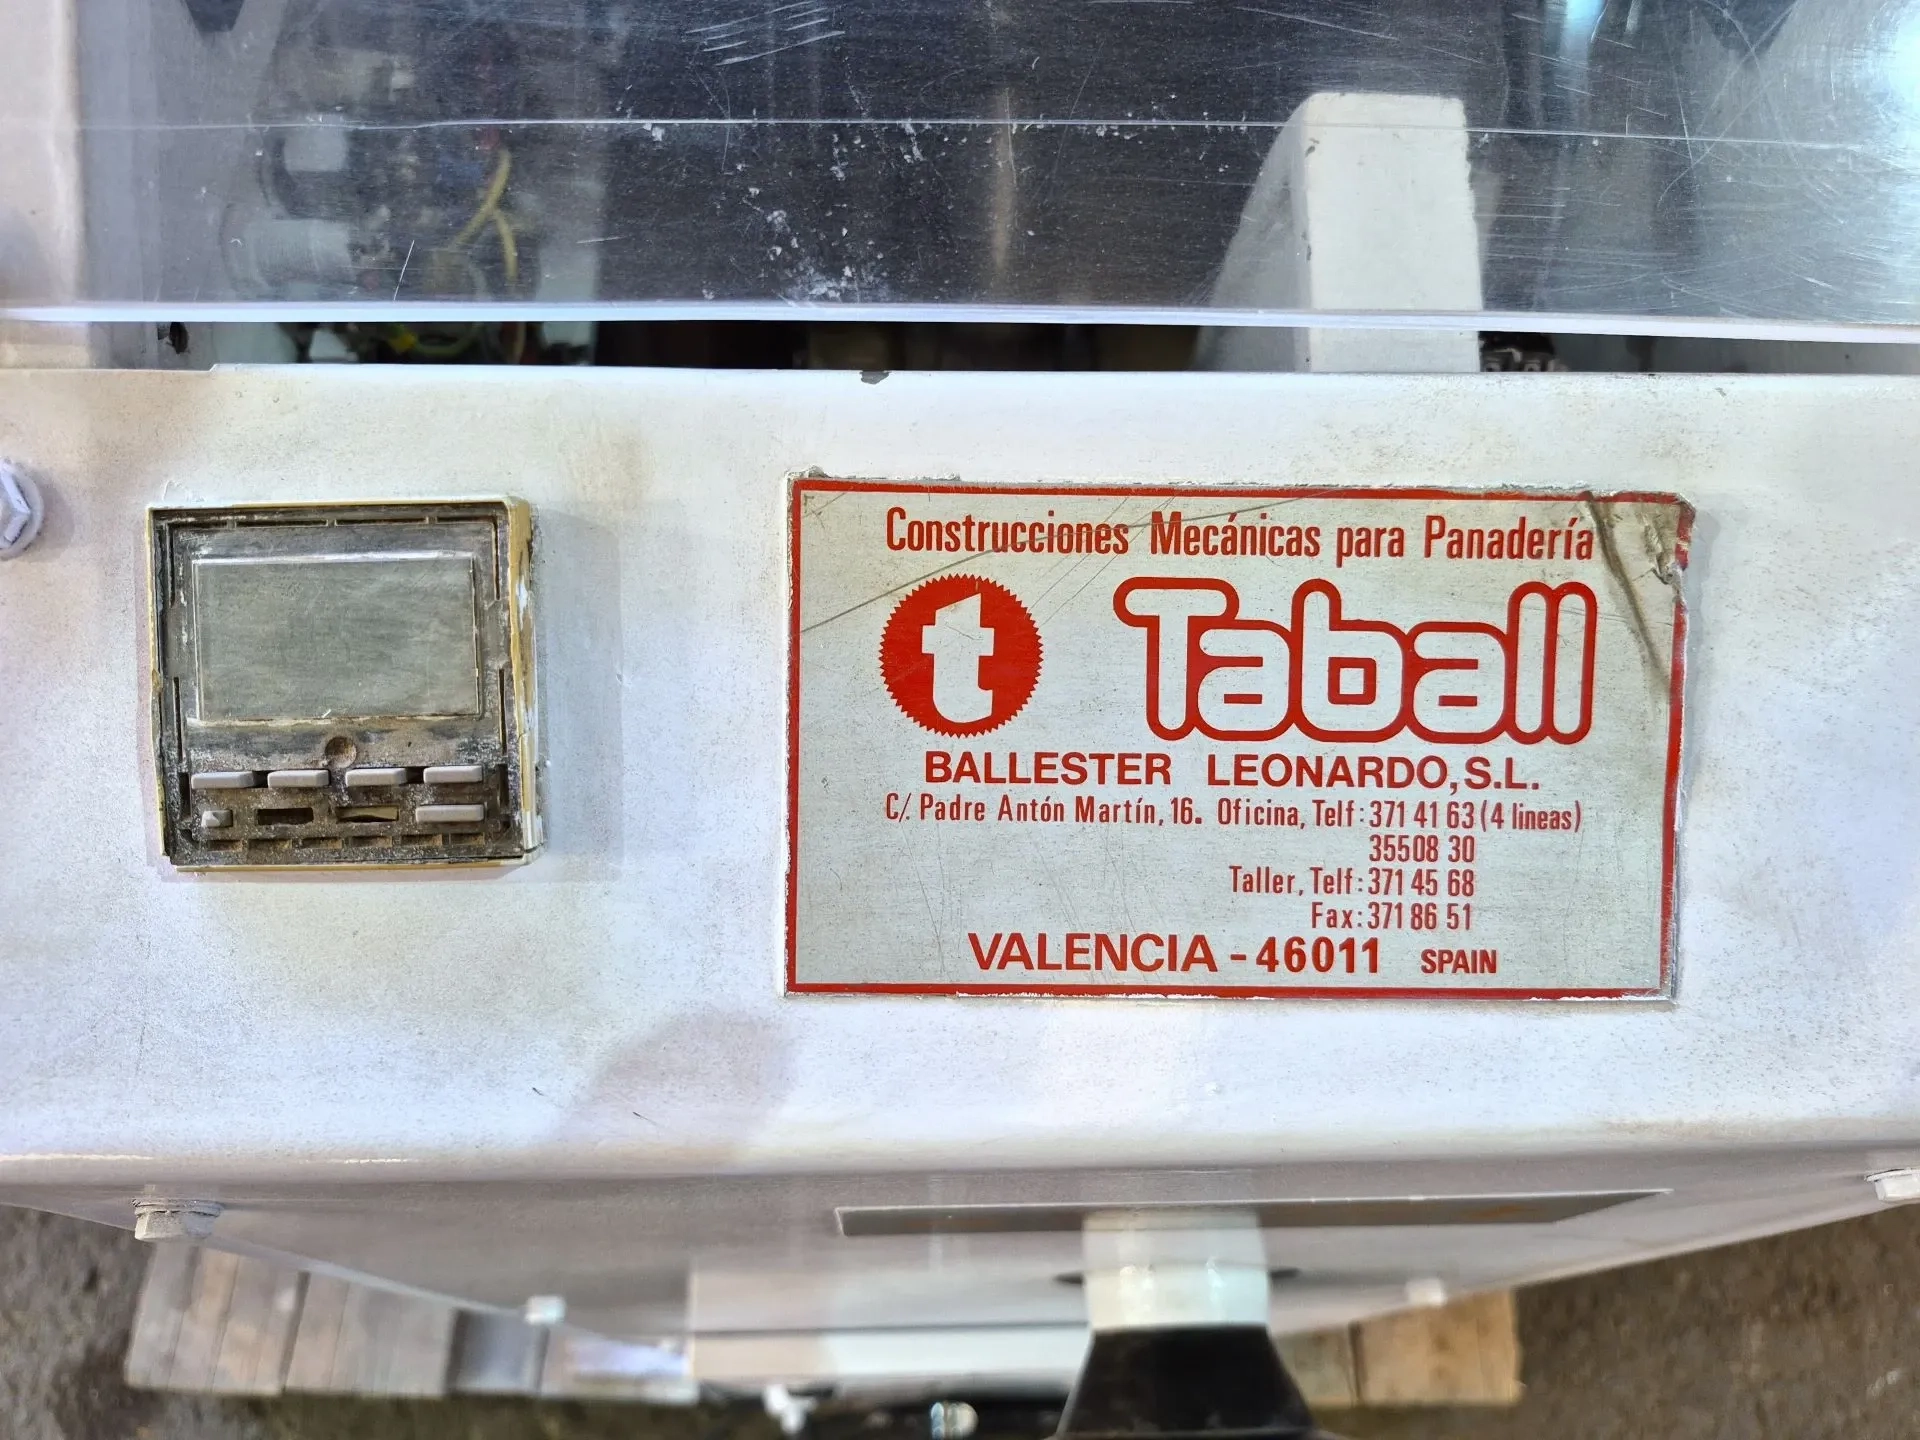 Construcciones Mecánicas para Panadería
t Taball
BALLESTER LEONARDO, S.L.
C/. Padre Antón Martín, 16. Oficina, Telf: 371 41 63 (4 lineas)
355 08 30
Taller, Telf: 371 45 68
Fax: 371 86 51
VALENCIA - 46011 SPAIN